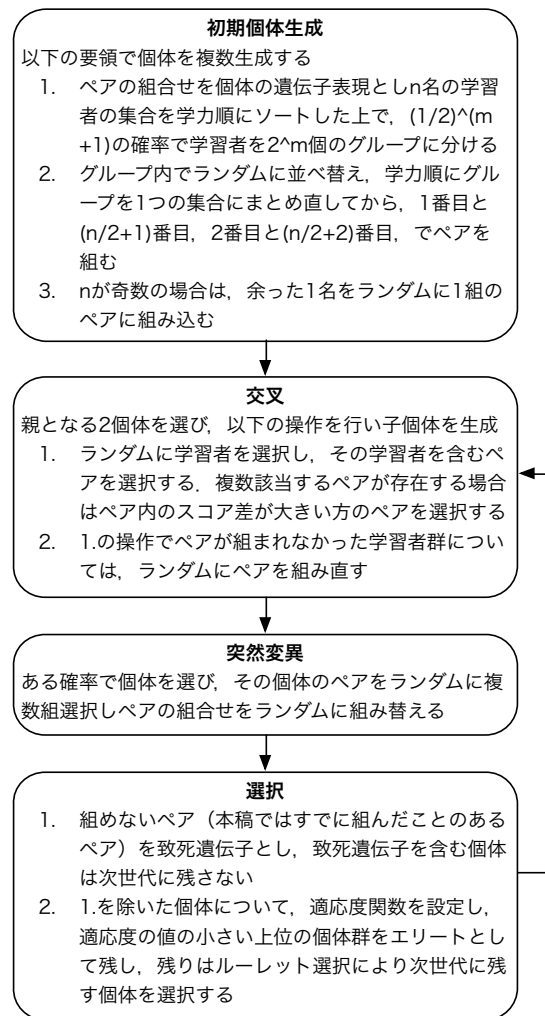 初期個体生成
以下の要領で個体を複数生成する
1. ペアの組合せを個体の遺伝子表現としn名の学習
者の集合を学力順にソートした上で，(1/2)^(m
+1)の確率で学習者を2^m個のグループに分ける
2. グループ内でランダムに並べ替え，学力順にグル
ープを1つの集合にまとめ直してから，1番目と
(n/2+1)番目，2番目と(n/2+2)番目，でペアを
組む
3. nが奇数の場合は，余った1名をランダムに1組の
ペアに組み込む
交叉
親となる2個体を選び，以下の操作を行い子個体を生成
1. ランダムに学習者を選択し，その学習者を含むペ
アを選択する．複数該当するペアが存在する場合
はペア内のスコア差が大きい方のペアを選択する
2. 1.の操作でペアが組まれなかった学習者群につい
ては，ランダムにペアを組み直す
突然変異
ある確率で個体を選び，その個体のペアをランダムに複
数組選択しペアの組合せをランダムに組み替える
選択
1. 組めないペア（本稿ではすでに組んだことのある
ペア）を致死遺伝子とし，致死遺伝子を含む個体
は次世代に残さない
2. 1.を除いた個体について，適応度関数を設定し，
適応度の値の小さい上位の個体群をエリートとし
て残し，残りはルーレット選択により次世代に残
す個体を選択する